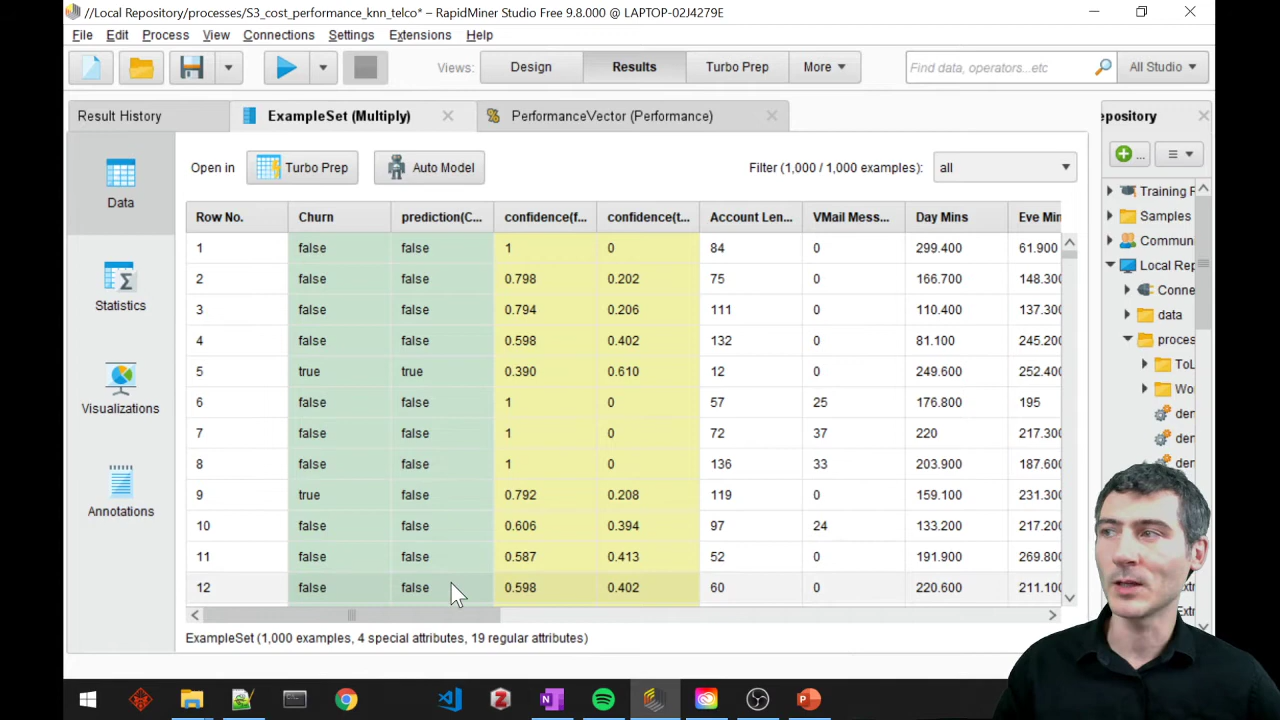 //Local Repository/processes/S3_cost_performance_knn_telco* – RapidMiner Studio Free 9.8.000 @ LAPTOP-02J4279E
File Edit Process View Connections Settings Extensions Help
Views: Design Results Turbo Prep More Find data, operators...etc All Studio
Result History ExampleSet (Multiply) PerformanceVector (Performance) epository
Open in Turbo Prep Auto Model Filter (1,000 / 1,000 examples): all ...
Data
Statistics
Visualizations
Annotations
Row No. Churn prediction(C... confidence(f... confidence(t... Account Len... VMail Mess... Day Mins Eve Min
1 false false 1 0 84 0 299.400 61.900
2 false false 0.798 0.202 75 0 166.700 148.300
3 false false 0.794 0.206 111 0 110.400 137.300
4 false false 0.598 0.402 132 0 81.100 245.200
5 true true 0.390 0.610 12 0 249.600 252.400
6 false false 1 0 57 25 176.800 195
7 false false 1 0 72 37 220 217.300
8 false false 1 0 136 33 203.900 187.600
9 true false 0.792 0.208 119 0 159.100 231.300
10 false false 0.606 0.394 97 24 133.200 217.200
11 false false 0.587 0.413 52 0 191.900 269.800
12 false false 0.598 0.402 60 0 220.600 211.100
ExampleSet (1,000 examples, 4 special attributes, 19 regular attributes)
Training R
Samples
Commun
Local Rep
Conne
data
proces
ToL
Wo
den
den